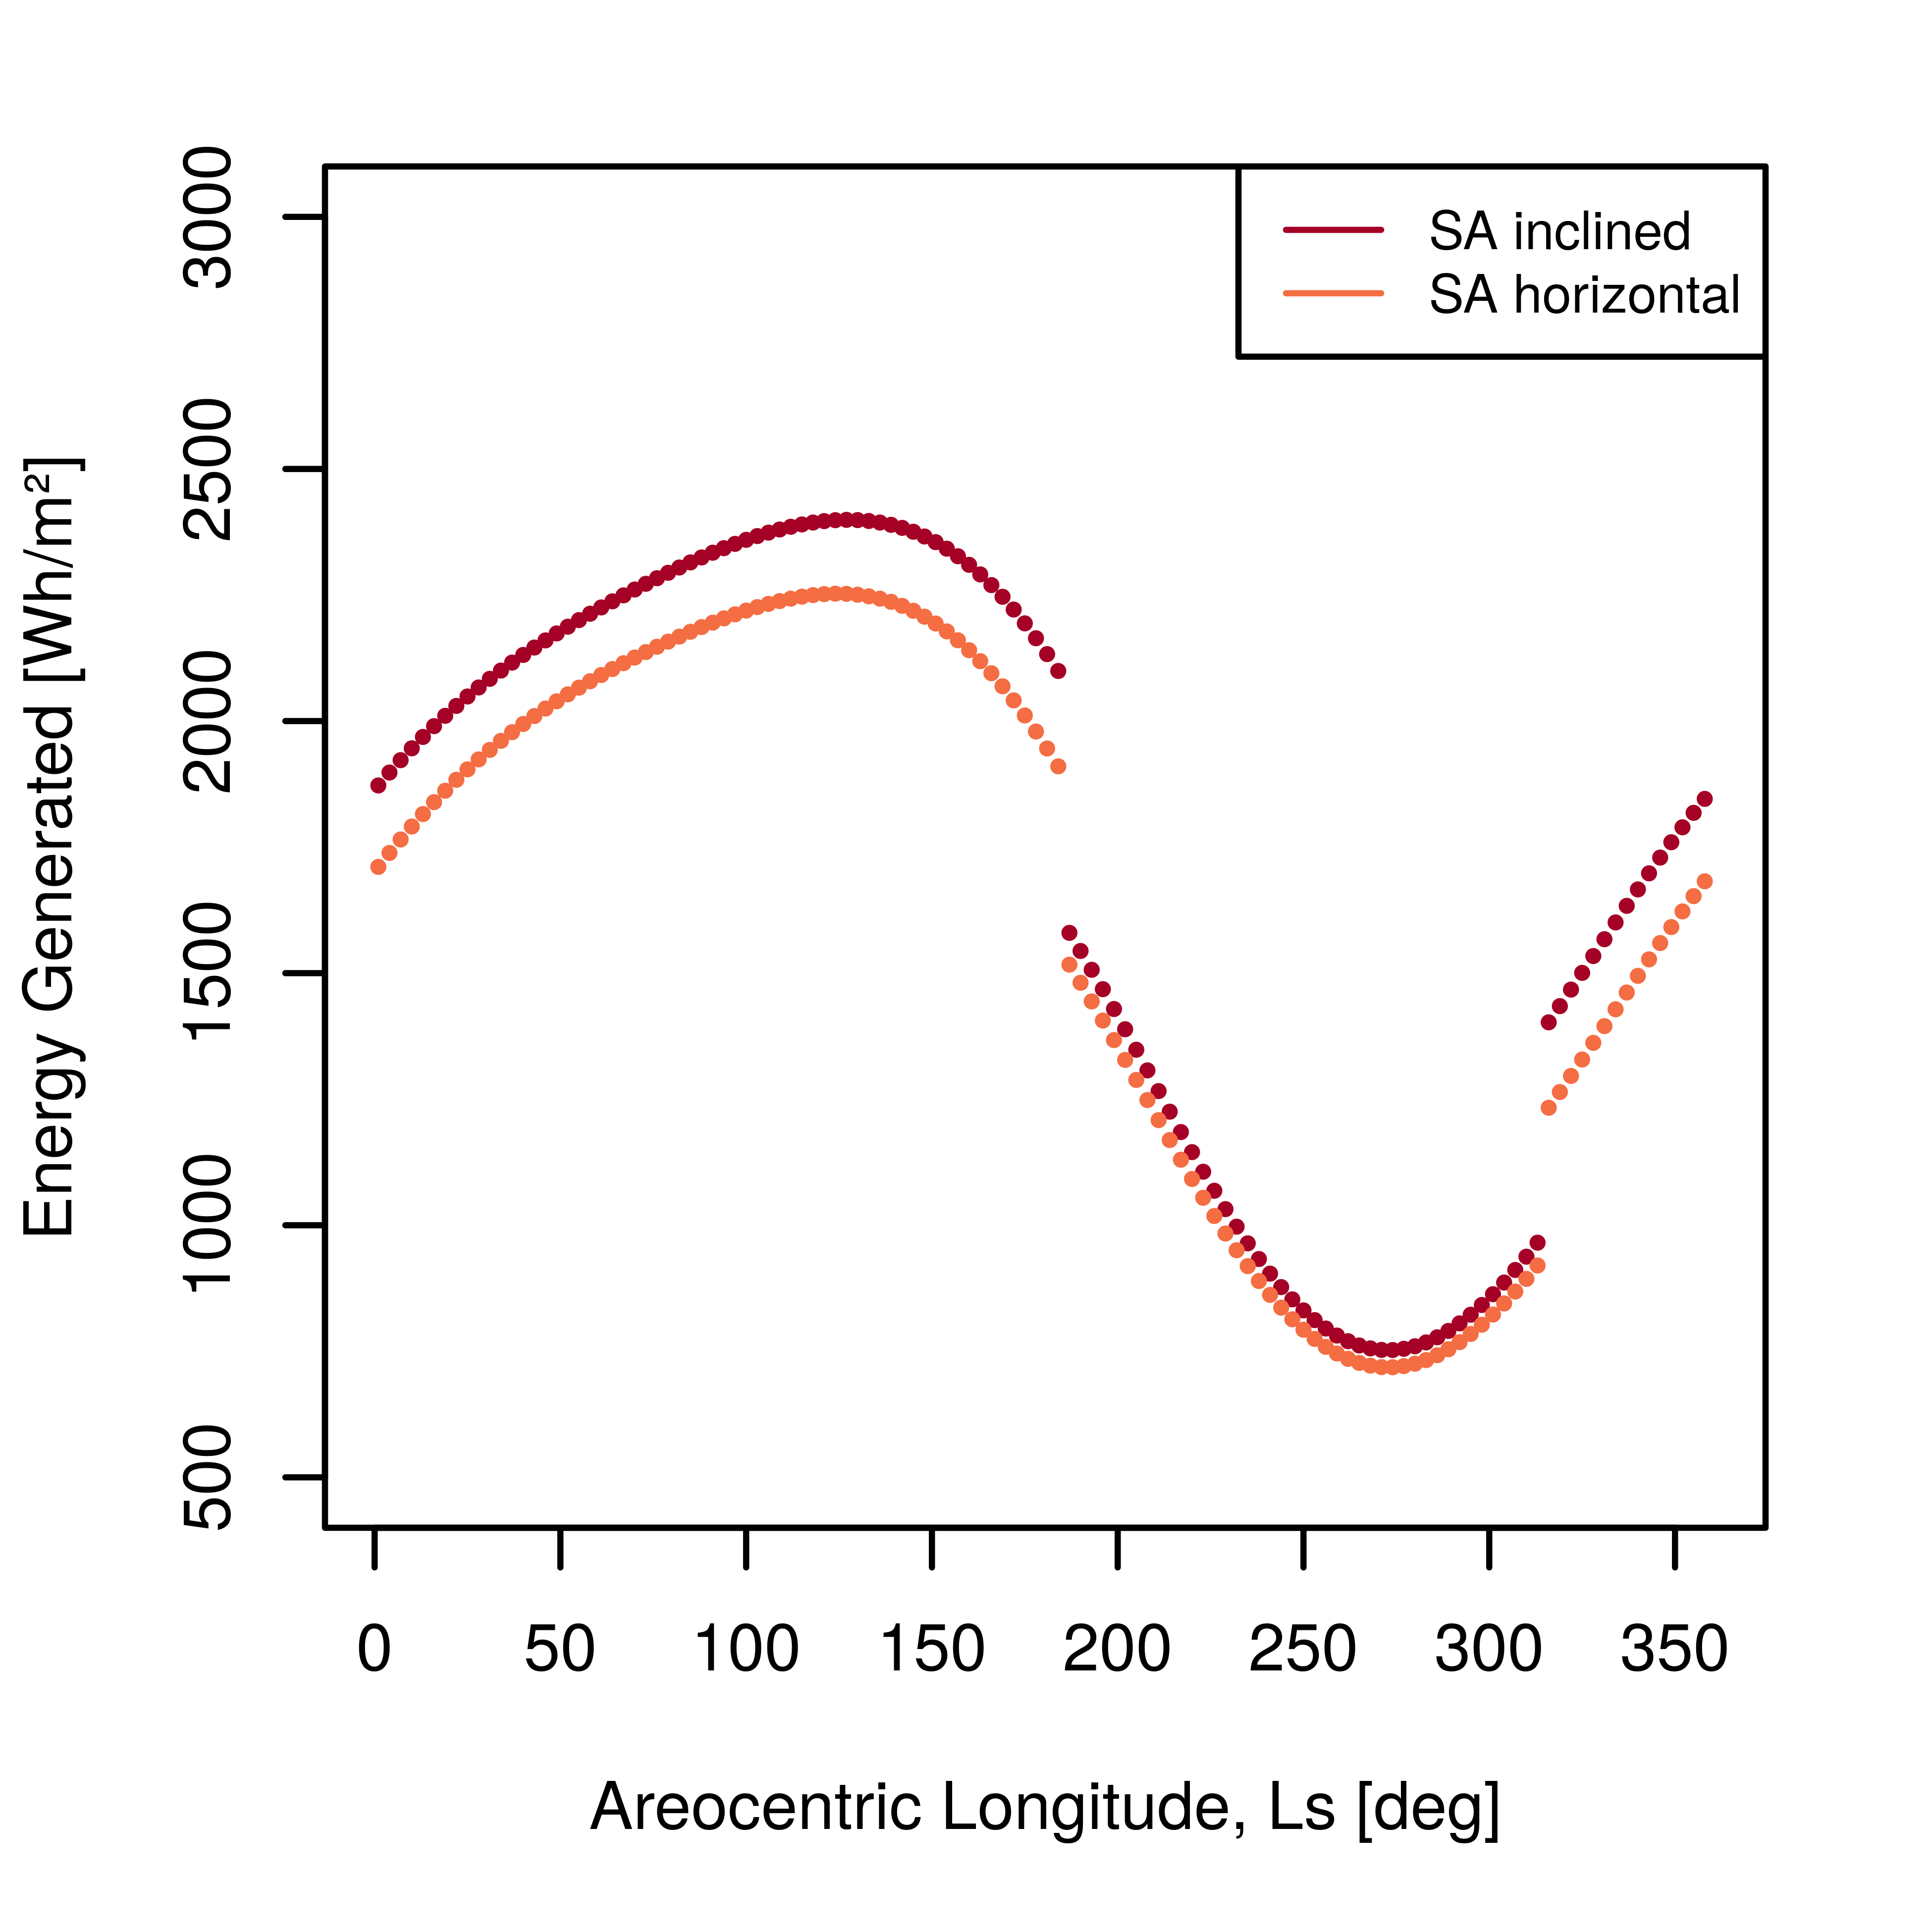 SA inclined
SA horizontal
Energy Generated [Wh/m²]
3000
2500
2000
1500
1000
500
0 50 100 150 200 250 300 350
Areocentric Longitude, Ls [deg]